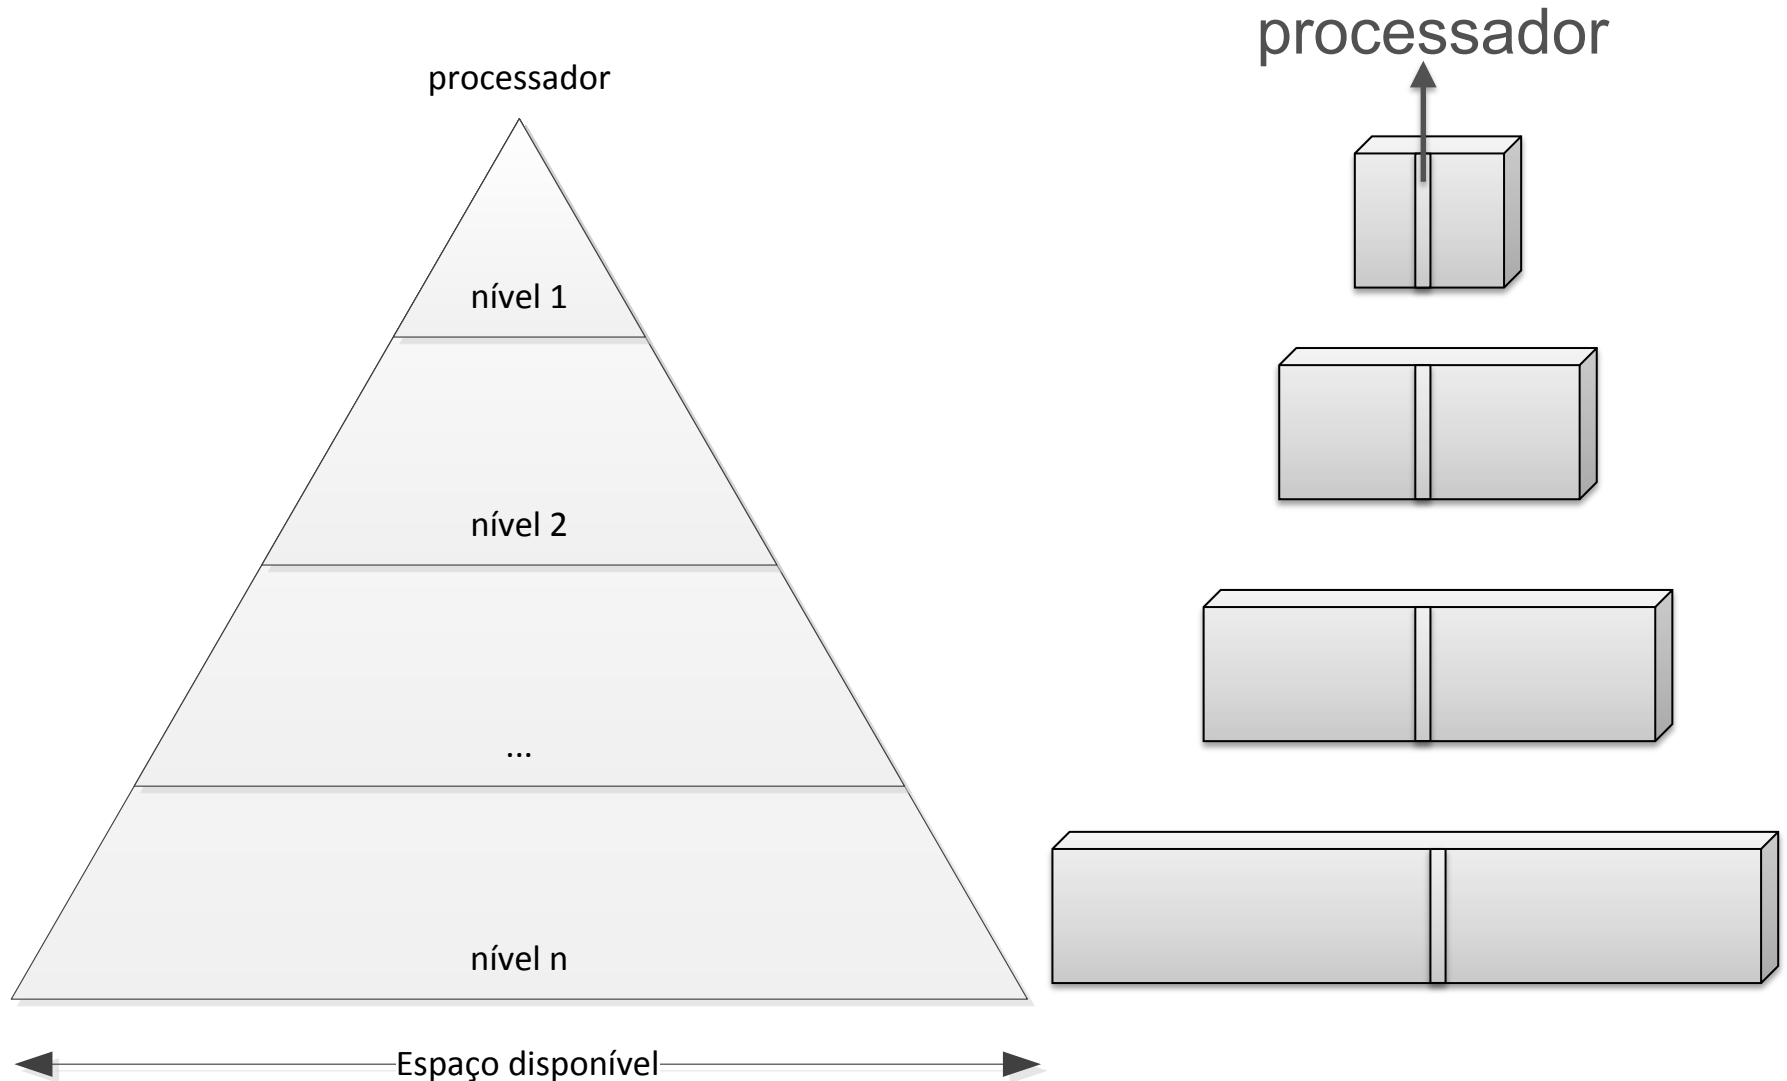 processador
processador
nível 1
nível 2
...
nível n
Espaço disponível